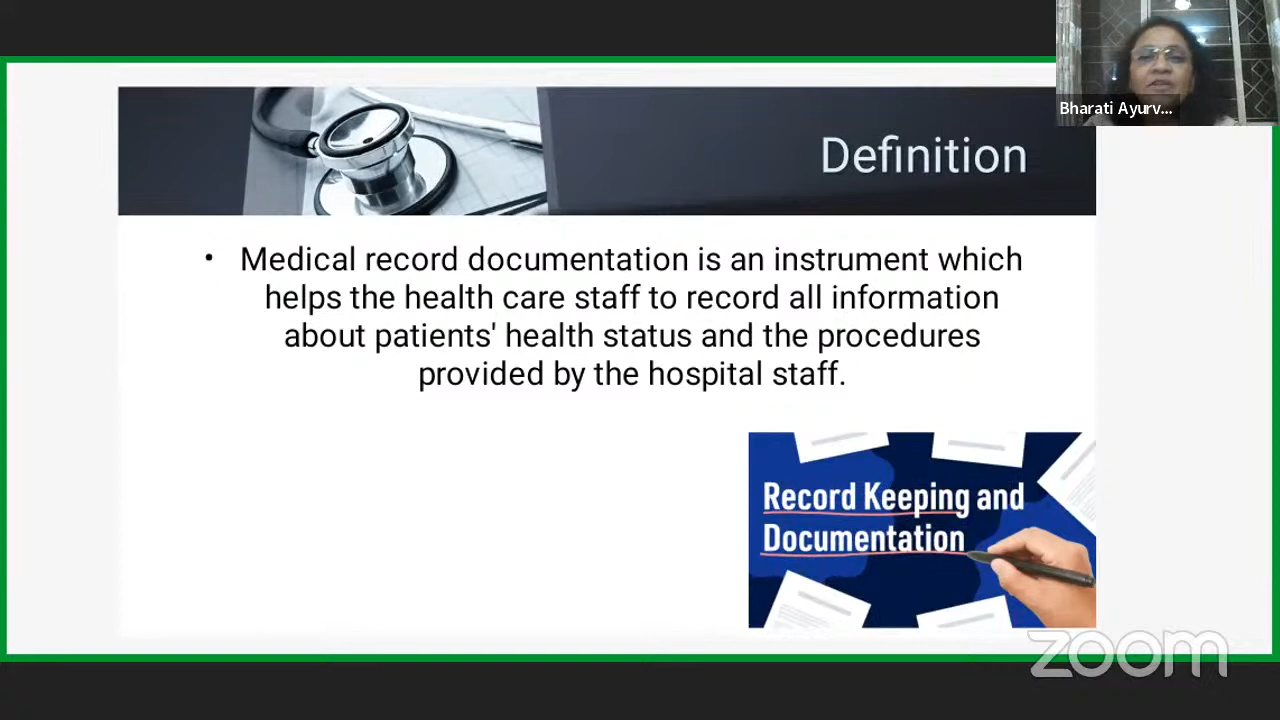 Bharati Ayurv...
Definition
• Medical record documentation is an instrument which
helps the health care staff to record all information
about patients' health status and the procedures
provided by the hospital staff.
Record Keeping and
Documentation
zoom